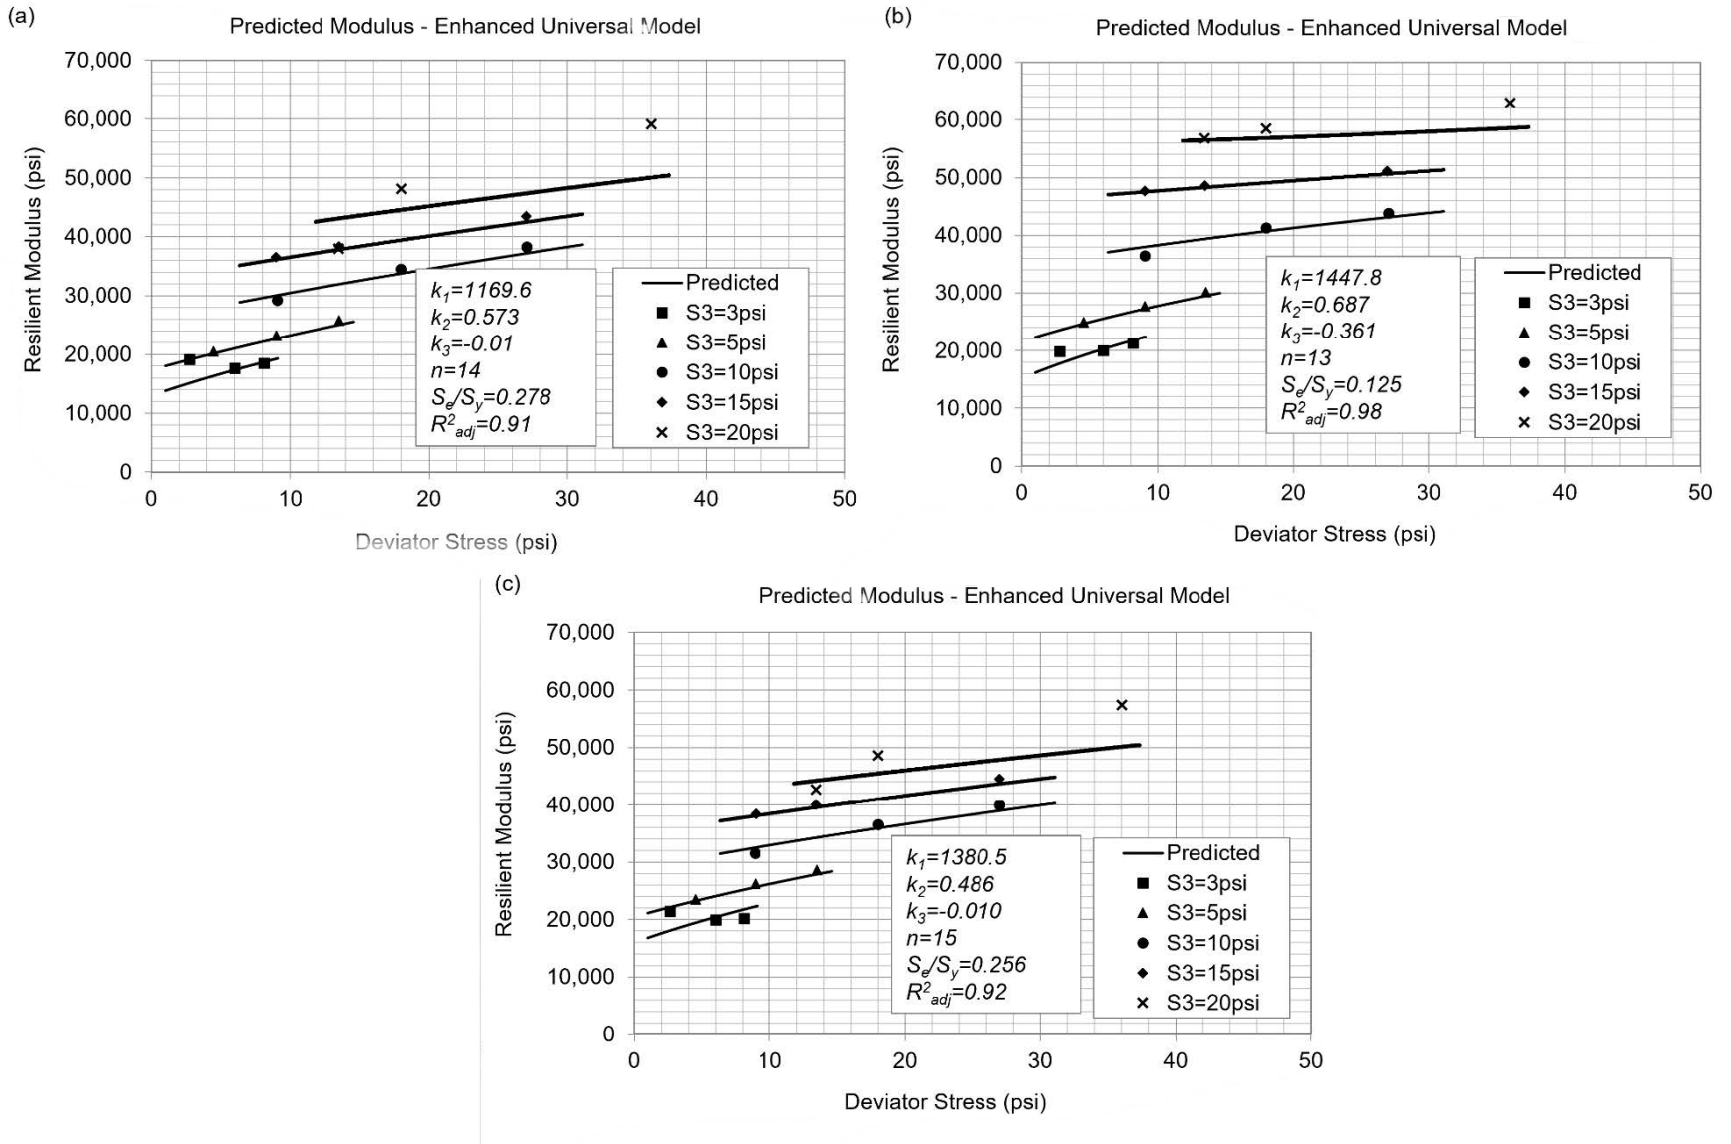 (a)
Predicted Modulus - Enhanced Universal Model
70,000
60,000
50,000
40,000
30,000
20,000
10,000
0
0 10 20 30 40 50
Resilient Modulus (psi)
Deviator Stress (psi)
k1=1169.6
k2=0.573
k3=-0.01
n=14
Se/Sy=0.278
R2adj=0.91
Predicted
S3=3psi
S3=5psi
S3=10psi
S3=15psi
S3=20psi
(b)
Predicted Modulus - Enhanced Universal Model
70,000
60,000
50,000
40,000
30,000
20,000
10,000
0
0 10 20 30 40 50
Resilient Modulus (psi)
Deviator Stress (psi)
k1=1447.8
k2=0.687
k3=-0.361
n=13
Se/Sy=0.125
R2adj=0.98
Predicted
S3=3psi
S3=5psi
S3=10psi
S3=15psi
S3=20psi
(c)
Predicted Modulus - Enhanced Universal Model
70,000
60,000
50,000
40,000
30,000
20,000
10,000
0
0 10 20 30 40 50
Resilient Modulus (psi)
Deviator Stress (psi)
k1=1380.5
k2=0.486
k3=-0.010
n=15
Se/Sy=0.256
R2adj=0.92
Predicted
S3=3psi
S3=5psi
S3=10psi
S3=15psi
S3=20psi